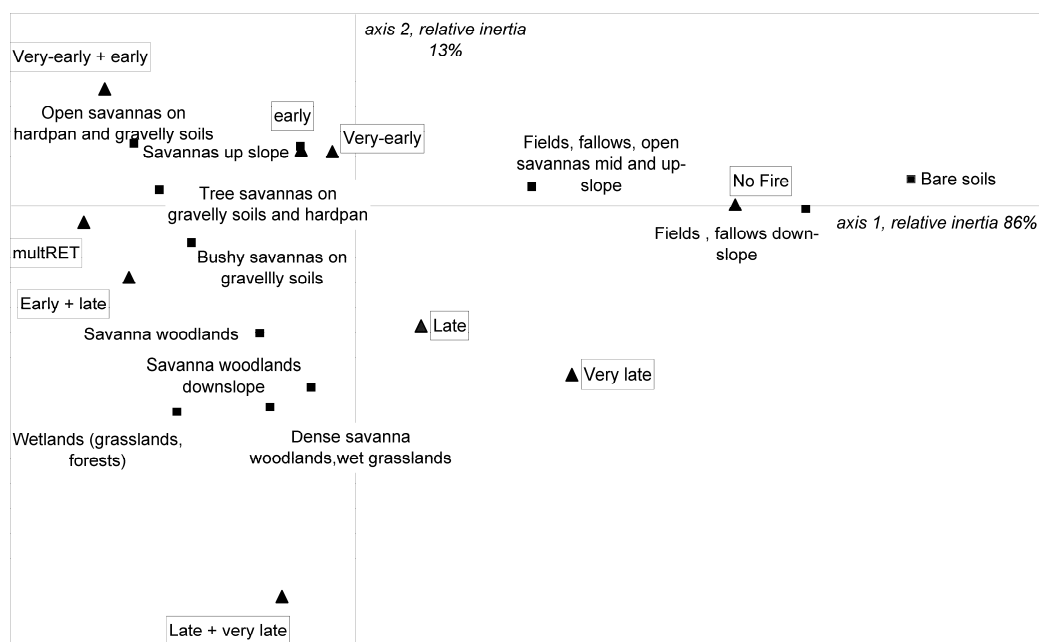 axis 2, relative inertia
13%
Very-early + early
Open savannas on
hardpan and gravelly soils
early
Savannas up slope
Very-early
Fields, fallows, open
savannas mid and up-
slope
No Fire
Bare soils
Tree savannas on
gravelly soils and hardpan
axis 1, relative inertia 86%
Fields , fallows down-
slope
multRET
Bushy savannas on
gravellly soils
Early + late
Savanna woodlands
Late
Savanna woodlands
downslope
Very late
Wetlands (grasslands,
forests)
Dense savanna
woodlands,wet grasslands
Late + very late